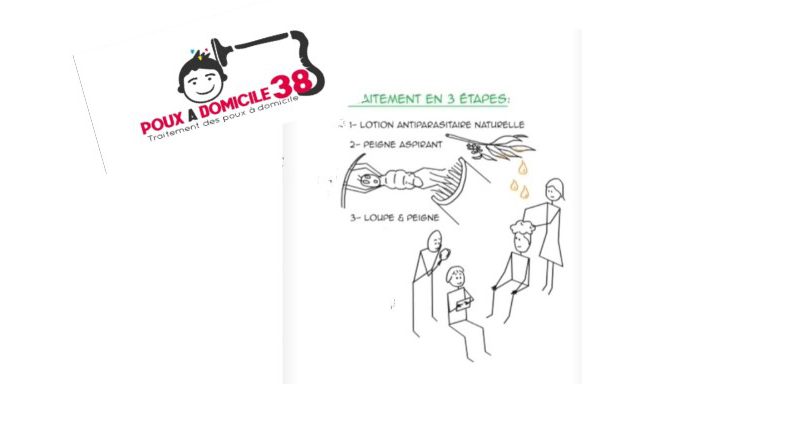 POUX A DOMICILE 38
Traitement des poux à domicile
AITEMENT EN 3 ÉTAPES:
1- LOTION ANTIPARASITAIRE NATURELLE
2- PEIGNE ASPIRANT
3- LOUPE & PEIGNE